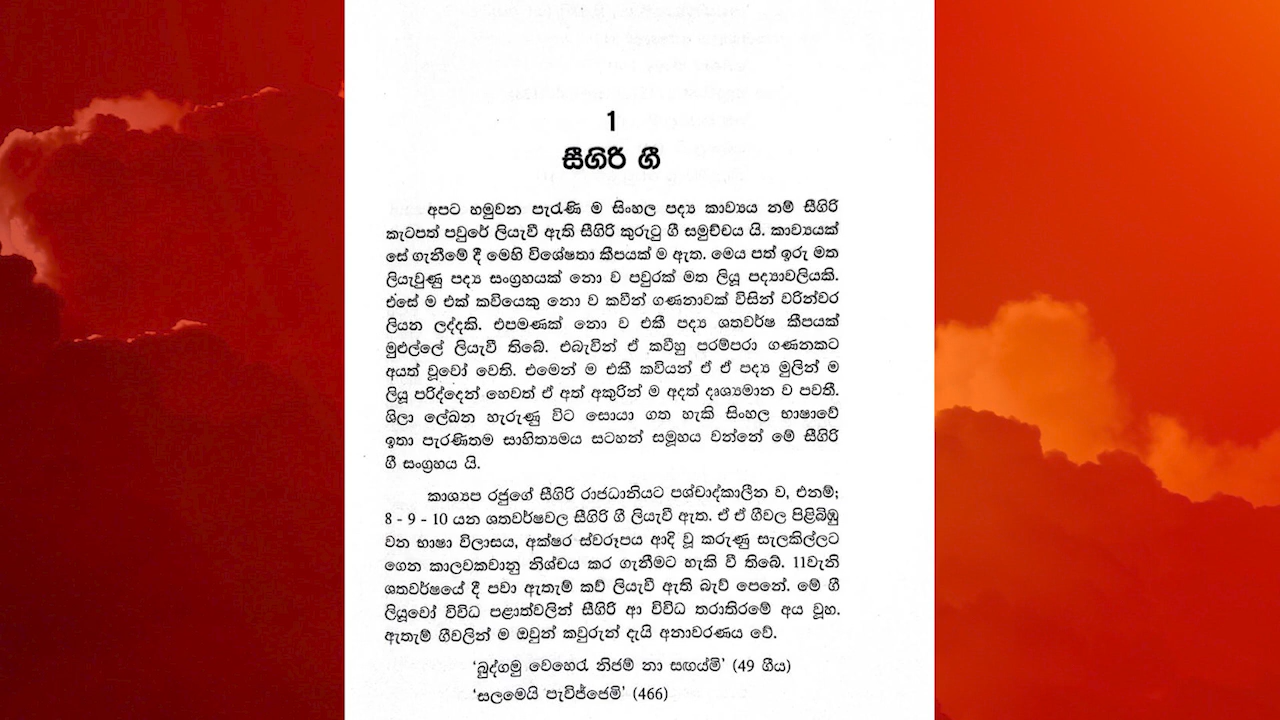 1
සීගිරි ගී
අපට හමුවන පැරැණි ම සිංහල පද්‍ය කාව්‍යය නම් සීගිරි
කැටපත් පවුරේ ලියැවී ඇති සීගිරි කුරුටු ගී සමුච්චය යි. කාව්‍යයක්
සේ ගැනීමේ දී මෙහි විශේෂතා කීපයක් ම ඇත. මෙය පත් ඉරු මත
ලියැවුණු පද්‍ය සංග්‍රහයක් නො ව පවුරක් මත ලියූ පද්‍යාවලියකි.
එසේ ම එක් කවියෙකු නො ව කවීන් ගණනාවක් විසින් වරින්වර
ලියන ලද්දකි. එපමණක් නො ව එකී පද්‍ය ශතවර්ෂ කීපයක්
මුළුල්ලේ ලියැවී තිබේ. එබැවින් ඒ කවීහු පරම්පරා ගණනකට
අයත් වූවෝ වෙති. එමෙන් ම එකී කවියන් ඒ ඒ පද්‍ය මුලින් ම
ලියූ පරිද්දෙන් හෙවත් ඒ අත් අකුරින් ම අදත් දෘශ්‍යමාන ව පවතී.
ශිලා ලේඛන හැරුණු විට සොයා ගත හැකි සිංහල භාෂාවේ
ඉතා පැරණිතම සාහිත්‍යමය සටහන් සමූහය වන්නේ මේ සීගිරි
ගී සංග්‍රහය යි.
කාශ්‍යප රජුගේ සීගිරි රාජධානියට පශ්චාද්කාලීන ව, එනම්;
8 - 9 - 10 යන ශතවර්ෂවල සීගිරි ගී ලියැවී ඇත. ඒ ඒ ගීවල පිළිබිඹු
වන භාෂා විලාසය, අක්ෂර ස්වරූපය ආදි වූ කරුණු සැලකිල්ලට
ගෙන කාලවකවානු නිශ්චය කර ගැනීමට හැකි වී තිබේ. 11වැනි
ශතවර්ෂයේ දී පවා ඇතැම් කව් ලියැවී ඇති බැව් පෙනේ. මේ ගී
ලියූවෝ විවිධ පළාත්වලින් සීගිරි ආ විවිධ තරාතිරමේ අය වූහ.
ඇතැම් ගීවලින් ම ඔවුන් කවුරුන් දැයි අනාවරණය වේ.
‘බුද්ගමු වෙහෙර නිජම් නා සඟය්මි’ (49 ගීය)
‘සලමෙයි පැවිජ්ජෙමි’ (466)